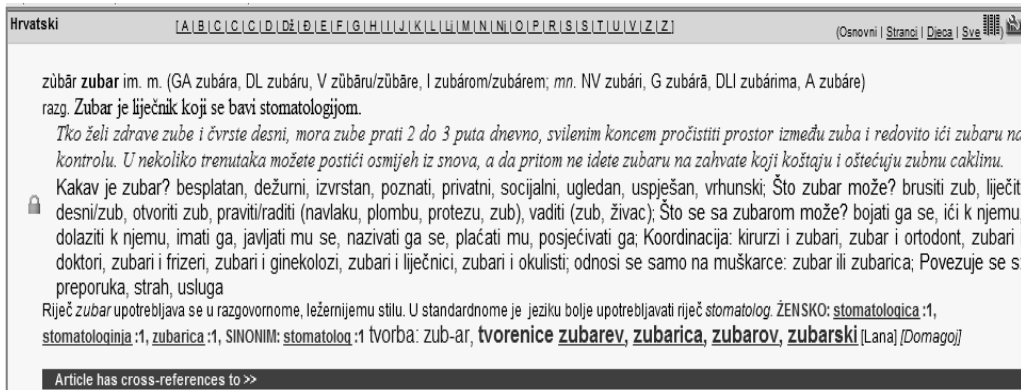 Hrvatski [A|B|C|Č|Ć|D|Dž|Đ|E|F|G|H|I|J|K|L|Lj|M|N|Nj|O|P|R|S|Š|T|U|V|Z|Ž] (Osnovni | Stranci | Djeca | Sve )
zùbār zubar im. m. (GA zubára, DL zubáru, V zȕbāru/zȕbāre, I zubárom/zubárem; mn. NV zubári, G zubárā, DLI zubárima, A zubáre)
razg. Zubar je liječnik koji se bavi stomatologijom.
Tko želi zdrave zube i čvrste desni, mora zube prati 2 do 3 puta dnevno, svilenim koncem pročistiti prostor između zuba i redovito ići zubaru na
kontrolu. U nekoliko trenutaka možete postići osmijeh iz snova, a da pritom ne idete zubaru na zahvate koji koštaju i oštećuju zubnu caklinu.
Kakav je zubar? besplatan, dežurni, izvrstan, poznati, privatni, socijalni, ugledan, uspješan, vrhunski; Što zubar može? brusiti zub, liječit
desni/zub, otvoriti zub, praviti/raditi (navlaku, plombu, protezu, zub), vaditi (zub, živac); Što se sa zubarom može? bojati ga se, ići k njemu,
dolaziti k njemu, imati ga, javljati mu se, nazivati ga se, plaćati mu, posjećivati ga; Koordinacija: kirurzi i zubari, zubar i ortodont, zubari i
doktori, zubari i frizeri, zubari i ginekolozi, zubari i liječnici, zubari i okulisti; odnosi se samo na muškarce: zubar ili zubarica; Povezuje se s:
preporuka, strah, usluga
Riječ zubar upotrebljava se u razgovornome, ležernijemu stilu. U standardnome je jeziku bolje upotrebljavati riječ stomatolog. ŽENSKO: stomatologica :1,
stomatologinja :1, zubarica :1, SINONIM: stomatolog :1 tvorba: zub-ar, tvorenice zubarev, zubarica, zubarov, zubarski [Lana] [Domagoj]
Article has cross-references to >>